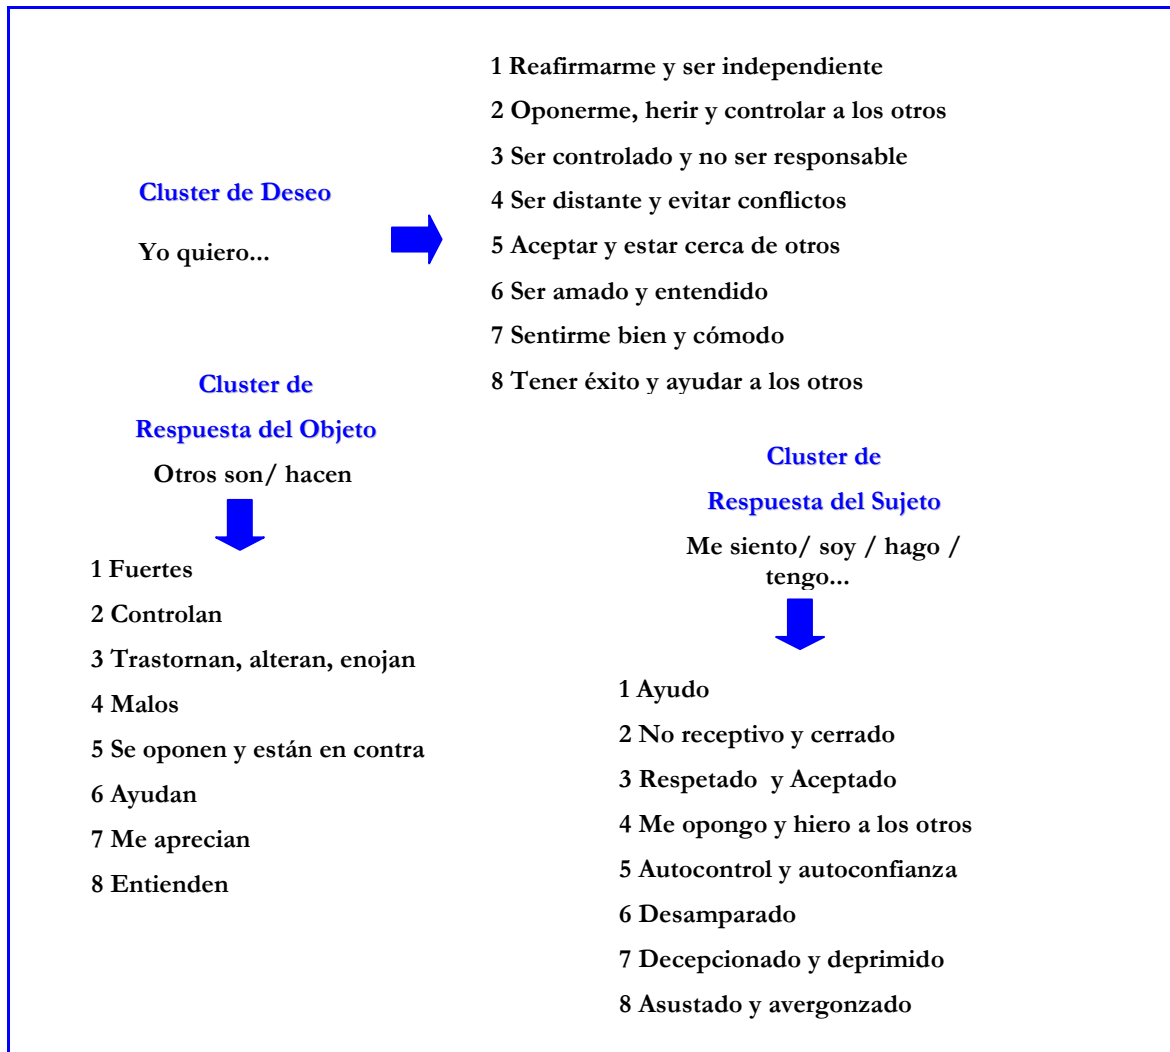 Cluster de Deseo
Yo quiero...
1 Reafirmarme y ser independiente
2 Oponerme, herir y controlar a los otros
3 Ser controlado y no ser responsable
4 Ser distante y evitar conflictos
5 Aceptar y estar cerca de otros
6 Ser amado y entendido
7 Sentirme bien y cómodo
8 Tener éxito y ayudar a los otros
Cluster de
Respuesta del Objeto
Otros son/ hacen
1 Fuertes
2 Controlan
3 Trastornan, alteran, enojan
4 Malos
5 Se oponen y están en contra
6 Ayudan
7 Me aprecian
8 Entienden
Cluster de
Respuesta del Sujeto
Me siento/ soy / hago /
tengo...
1 Ayudo
2 No receptivo y cerrado
3 Respetado y Aceptado
4 Me opongo y hiero a los otros
5 Autocontrol y autoconfianza
6 Desamparado
7 Decepcionado y deprimido
8 Asustado y avergonzado